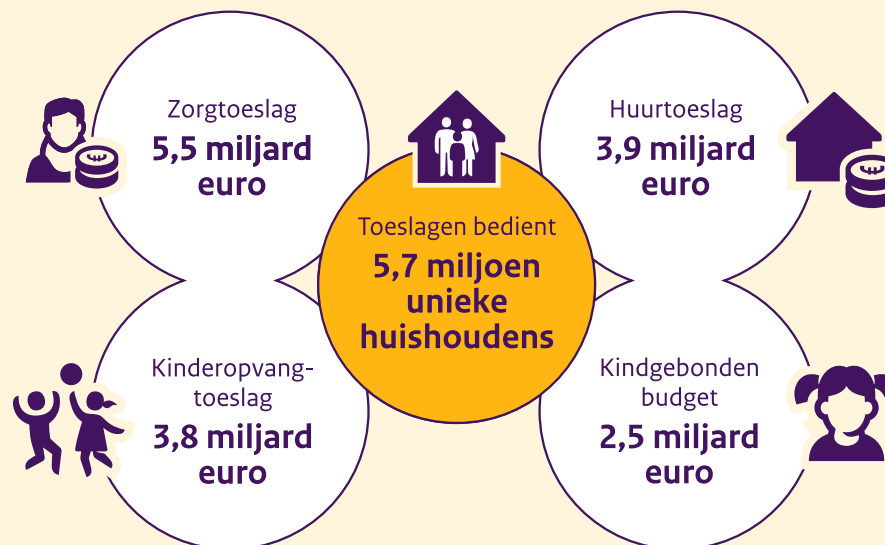 Zorgtoeslag
5,5 miljard
euro
Huurtoeslag
3,9 miljard
euro
Toeslagen bedient
5,7 miljoen
unieke
huishoudens
Kinderopvang-
toeslag
3,8 miljard
euro
Kindgebonden
budget
2,5 miljard
euro